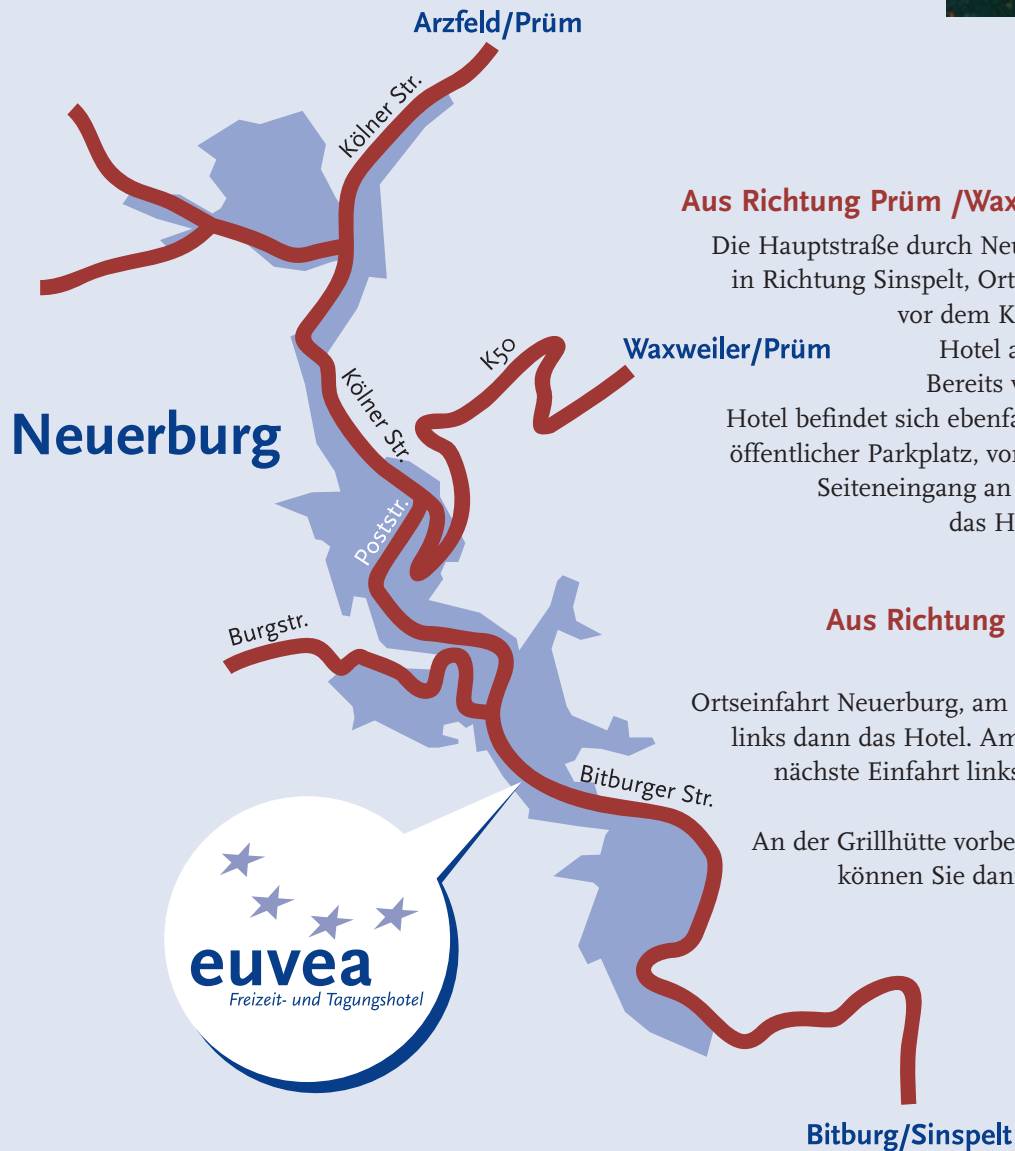 Arzfeld/Prüm
Kölner Str.
Aus Richtung Prüm /Wax
Die Hauptstraße durch Neu
in Richtung Sinspelt, Ort
vor dem K
K50
Waxweiler/Prüm
Hotel a
Kölner Str.
Bereits v
Neuerburg
Hotel befindet sich ebenfa
öffentlicher Parkplatz, vor
Seiteneingang an
das H
Poststr.
Burgstr.
Aus Richtung
Ortseinfahrt Neuerburg, am
links dann das Hotel. Am
nächste Einfahrt links
Bitburger Str.
An der Grillhütte vorbe
können Sie dan
euvea
Freizeit- und Tagungshotel
Bitburg/Sinspelt